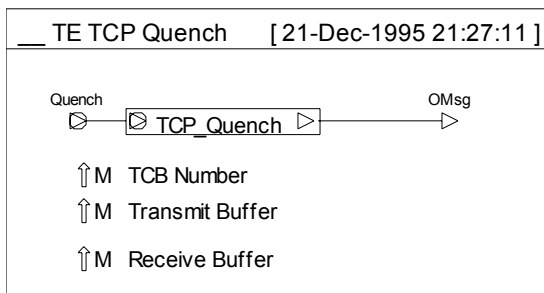 __ TE TCP Quench [ 21-Dec-1995 21:27:11 ]
Quench
OMsg
TCP_Quench
⇧ M TCB Number
⇧ M Transmit Buffer
⇧ M Receive Buffer